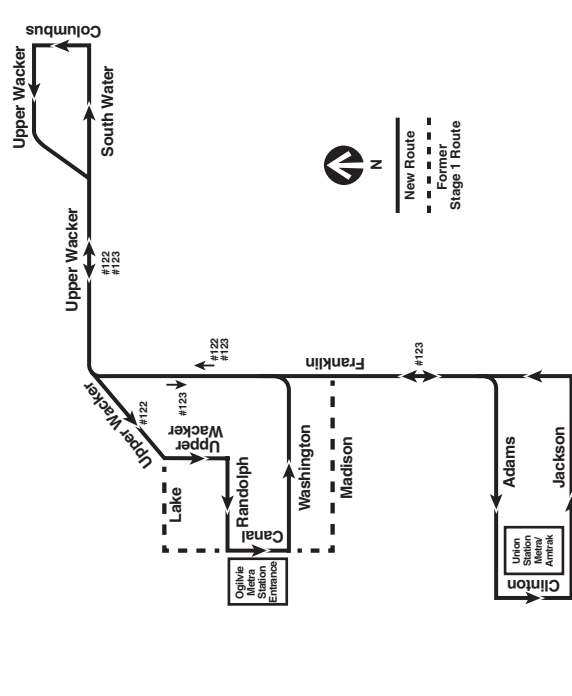 Upper Wacker
Columbus
South Water
Upper Wacker
#122
#123
N
New Route
Former
Stage 1 Route
Upper Wacker
#122
#123
#122
#123
Franklin
Upper
Wacker
Lake
Randolph
Canal
Washington
Madison
Ogilvie
Metra
Station
Entrance
#123
Adams
Jackson
Union
Station
Metra/
Amtrak
Clinton